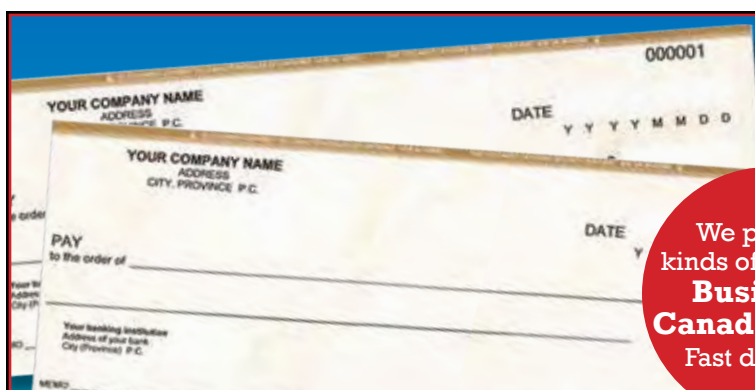 000001
YOUR COMPANY NAME
ADDRESS
P.C.
DATE
Y Y Y Y M M D D
YOUR COMPANY NAME
ADDRESS
CITY, PROVINCE P.C.
DATE
Y
PAY
to the order of
Your banking institution
Address of your bank
City (Province) P.C.
MEMO
We p
kinds of
Busi
Canad
Fast d